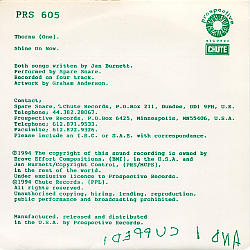 PRS 605
prospective
records
CHUTE
Thorns (One).
Shine On Now.
Both songs written by Jan Burnett.
Performed by Spare Snare.
Recorded on four track.
Artwork by Graham Anderson.
Contact,
Spare Snare, Chute Records, P.O.Box 211, Dundee, (D) 9PH, U.K.
Telephone: 44.382.28067.
Prospective Records, P.O.Box 6425, Minneapolis, MN55406, U.S.A.
Telephone: 612.871.9533.
Facsimile: 612.872.9326.
Please include an I.R.C. or S.A.E. with correspondence.
©1994 The copyright of this sound recording is owned by
Brave Effort Compositions, (BMI), in the U.S.A. and
Jan Burnett/Copyright Control, (PRS/MCPS),
in the rest of the world.
Under exclusive licence to Prospective Records.
℗1994 Chute Records, (PPL).
All rights reserved.
Unauthorised copying, hiring, lending, reproduction,
public performance and broadcasting prohibited.
Manufactured, released and distributed
in the U.S.A. by Prospective Records.
AND I CLAPPED!